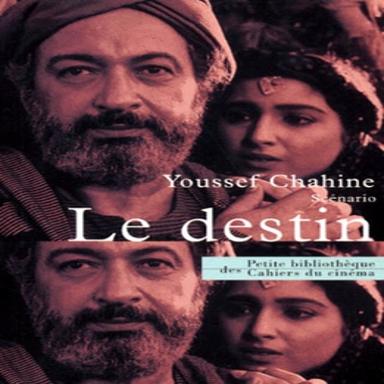 Youssef Chahine
Scénario
Le destin
Petite bibliothèque
des Cahiers du cinéma